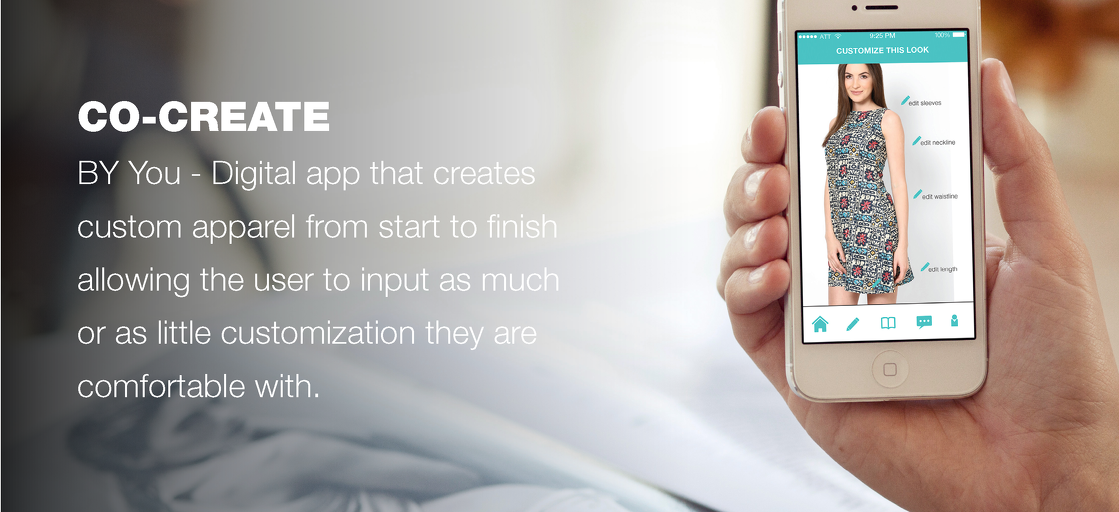 CO-CREATE
BY You - Digital app that creates
custom apparel from start to finish
allowing the user to input as much
or as little customization they are
comfortable with.
ATT 9:25 PM 100%
CUSTOMIZE THIS LOOK
edit sleeves
edit neckline
edit waistline
edit length